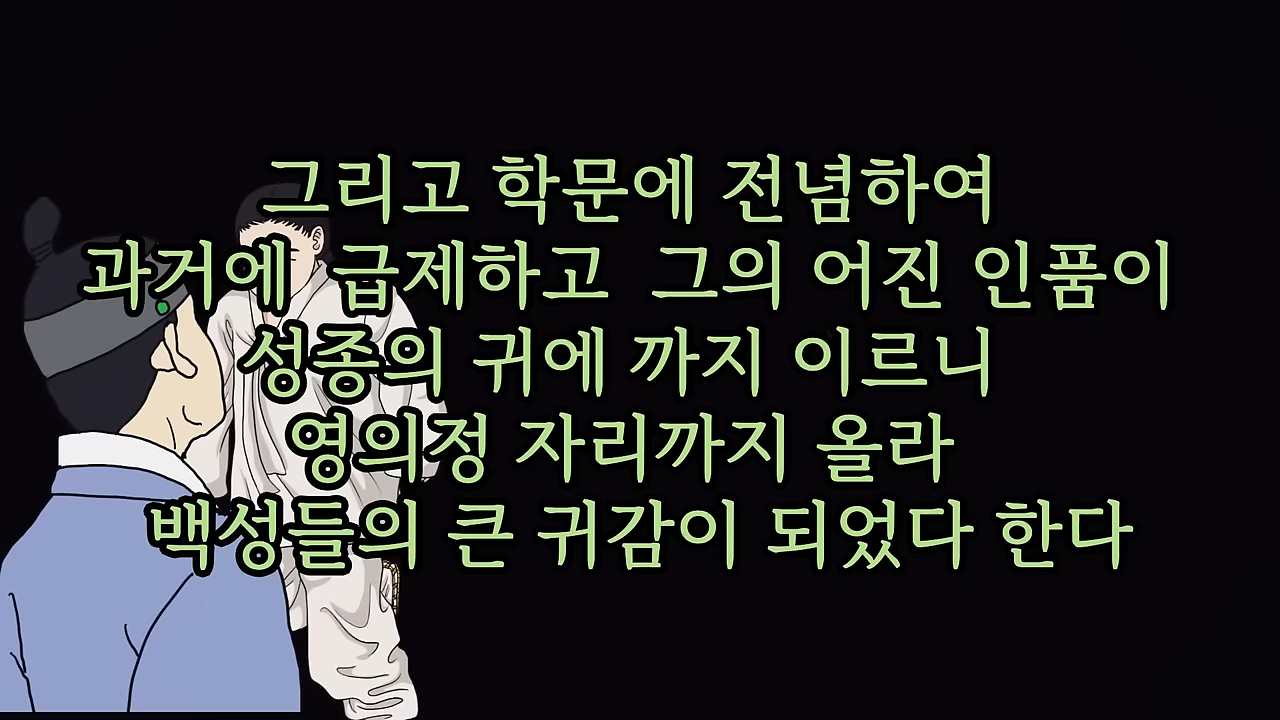 그리고 학문에 전념하여
과거에 급제하고 그의 어진 인품이
성종의 귀에 까지 이르니
영의정 자리까지 올라
백성들의 큰 귀감이 되었다 한다